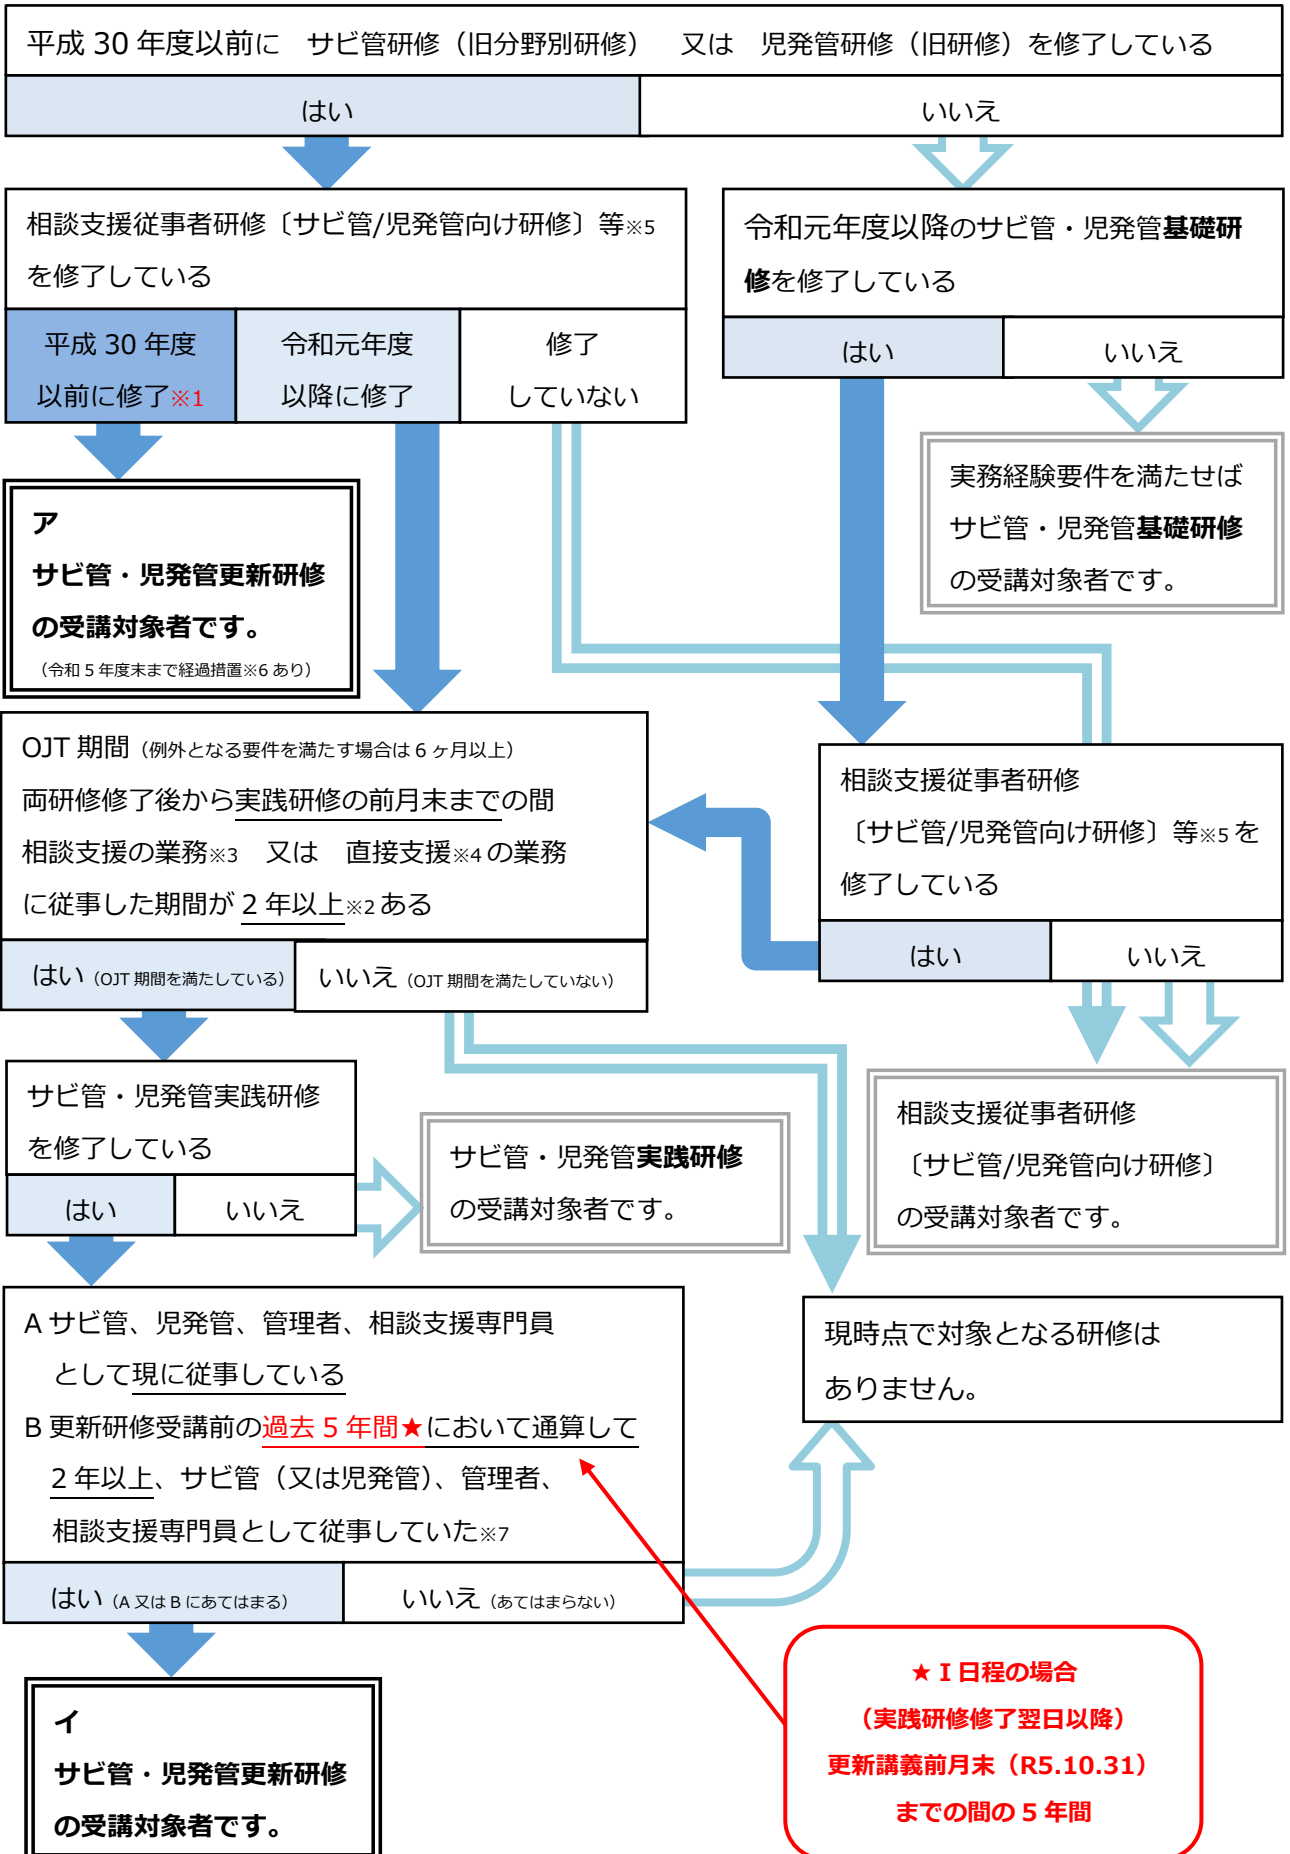 平成 30 年度以前に　サビ管研修（旧分野別研修）　又は　児発管研修（旧研修）を修了している
はい
いいえ
相談支援従事者研修〔サビ管/児発管向け研修〕等※5
を修了している
平成 30 年度
以前に修了※1
令和元年度
以降に修了
修了
していない
令和元年度以降のサビ管・児発管基礎研
修を修了している
はい
いいえ
実務経験要件を満たせば
サビ管・児発管基礎研修
の受講対象者です。
ア
サビ管・児発管更新研修
の受講対象者です。
（令和 5 年度末まで経過措置※6 あり）
OJT 期間（例外となる要件を満たす場合は 6 ヶ月以上）
両研修修了後から実践研修の前月末までの間
相談支援の業務※3　又は　直接支援※4 の業務
に従事した期間が 2 年以上※2 ある
はい（OJT 期間を満たしている）
いいえ（OJT 期間を満たしていない）
相談支援従事者研修
〔サビ管/児発管向け研修〕等※5 を
修了している
はい
いいえ
サビ管・児発管実践研修
を修了している
はい
いいえ
サビ管・児発管実践研修
の受講対象者です。
相談支援従事者研修
〔サビ管/児発管向け研修〕
の受講対象者です。
A サビ管、児発管、管理者、相談支援専門員
として現に従事している
B 更新研修受講前の過去 5 年間★において通算して
2 年以上、サビ管（又は児発管）、管理者、
相談支援専門員として従事していた※7
はい（A 又は B にあてはまる）
いいえ（あてはまらない）
現時点で対象となる研修は
ありません。
イ
サビ管・児発管更新研修
の受講対象者です。
★Ⅰ日程の場合
（実践研修修了翌日以降）
更新講義前月末（R5.10.31）
までの間の 5 年間